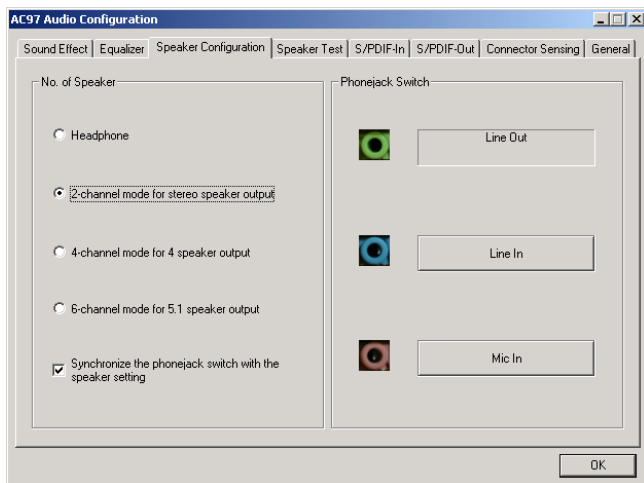 AC97 Audio Configuration
Sound Effect
Equalizer
Speaker Configuration
Speaker Test
S/PDIF-In
S/PDIF-Out
Connector Sensing
General
No. of Speaker
Headphone
2-channel mode for stereo speaker output
4-channel mode for 4 speaker output
6-channel mode for 5.1 speaker output
Synchronize the phonejack switch with the
speaker setting
Phonejack Switch
Line Out
Line In
Mic In
OK